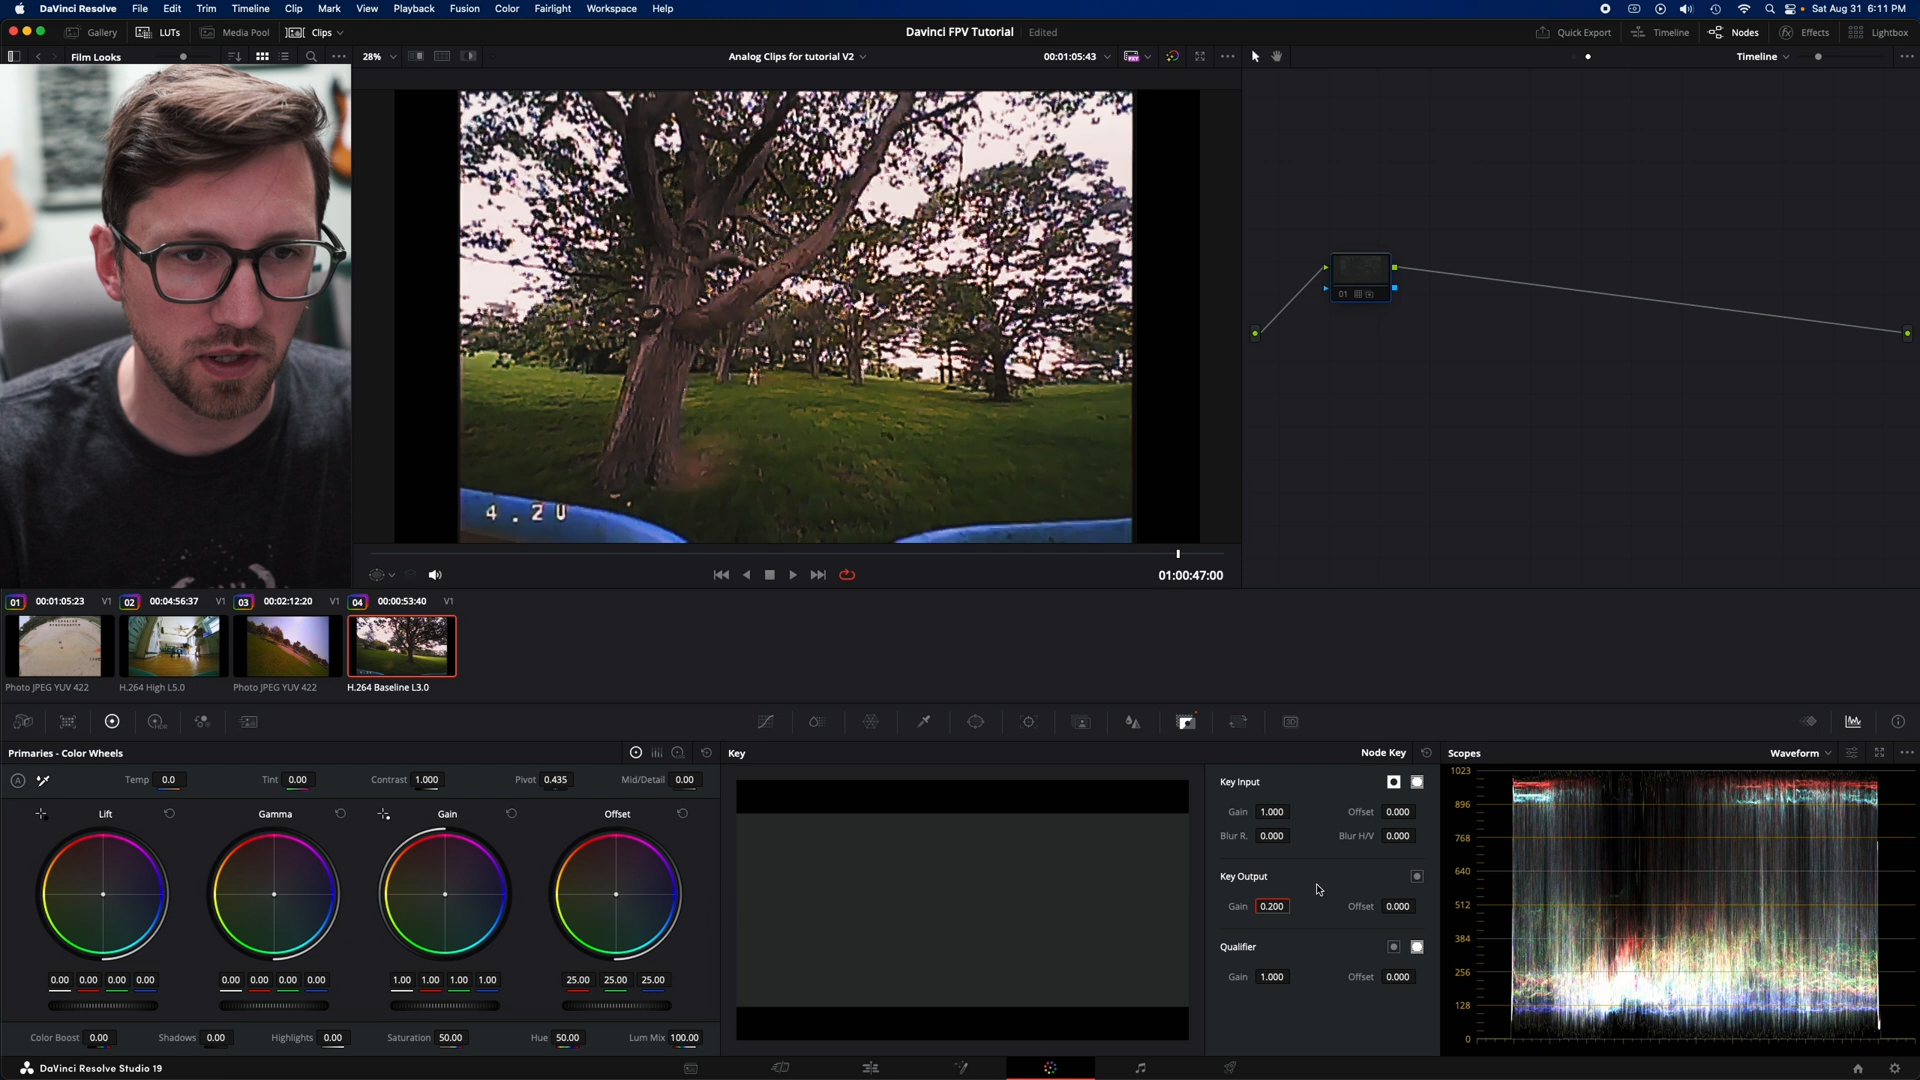 DaVinci Resolve File Edit Trim Timeline Clip Mark View Playback Fusion Color Fairlight Workspace Help Sat Aug 31 6:11 PM
Gallery LUTs Media Pool Clips Davinci FPV Tutorial Edited Quick Export Timeline Nodes Effects Lightbox
Film Looks 28% Analog Clips for tutorial V2 00:01:05:43 Timeline
01
4.2V
01:00:47:00
01 00:01:05:23 V1 02 00:04:56:37 V1 03 00:02:12:20 V1 04 00:00:53:40 V1
Photo JPEG YUV 422 H.264 High L5.0 Photo JPEG YUV 422 H.264 Baseline L3.0
HDR
3D
Primaries - Color Wheels Key Node Key Scopes Waveform
A Temp 0.0 Tint 0.00 Contrast 1.000 Pivot 0.435 Mid/Detail 0.00
Lift Gamma Gain Offset
0.00 0.00 0.00 0.00 0.00 0.00 0.00 0.00 1.00 1.00 1.00 1.00 25.00 25.00 25.00
Color Boost 0.00 Shadows 0.00 Highlights 0.00 Saturation 50.00 Hue 50.00 Lum Mix 100.00
Key Input
Gain 1.000 Offset 0.000
Blur R. 0.000 Blur H/V 0.000
Key Output
Gain 0.200 Offset 0.000
Qualifier
Gain 1.000 Offset 0.000
1023
896
768
640
512
384
256
128
0
DaVinci Resolve Studio 19